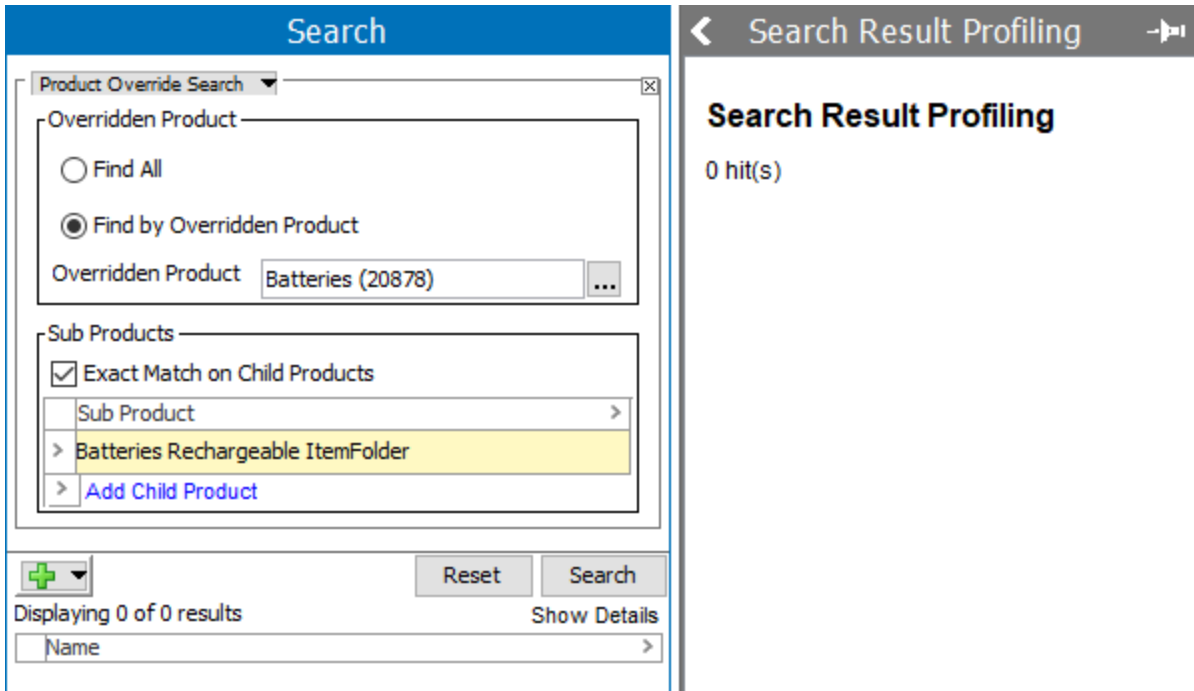 Search
Product Override Search
Overridden Product
Find All
Find by Overridden Product
Overridden Product Batteries (20878) ...
Sub Products
Exact Match on Child Products
Sub Product >
> Batteries Rechargeable ItemFolder
> Add Child Product
Reset Search
Displaying 0 of 0 results Show Details
Name >
Search Result Profiling
Search Result Profiling
0 hit(s)